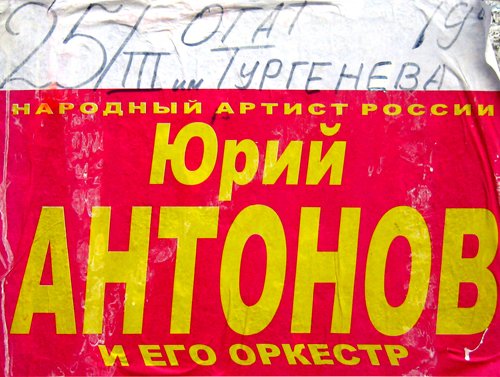 25/III ОГАТ 19°°
им Тургенева
НАРОДНЫЙ АРТИСТ РОССИИ
Юрий
АНТОНОВ
И ЕГО ОРКЕСТР